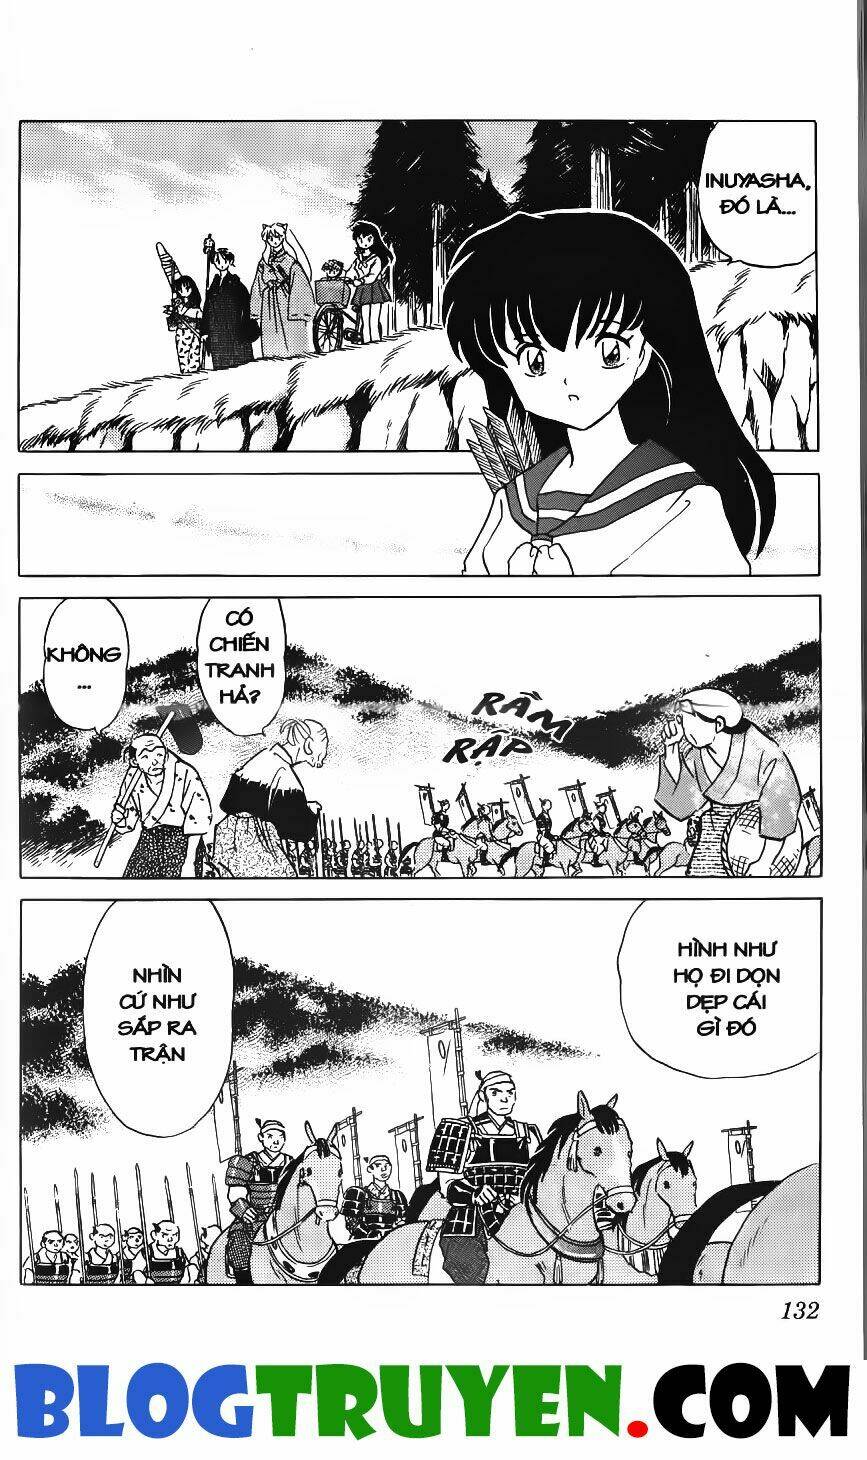 INUYASHA,
ĐÓ LÀ...
CÓ
CHIẾN
TRANH
HẢ?
KHÔNG
...
RẦM
RẬP
HÌNH NHƯ
HỌ ĐI DỌN
DẸP CÁI
GÌ ĐÓ
NHÌN
CỨ NHƯ
SẮP RA
TRẬN
132
BLOGTRUYEN.COM